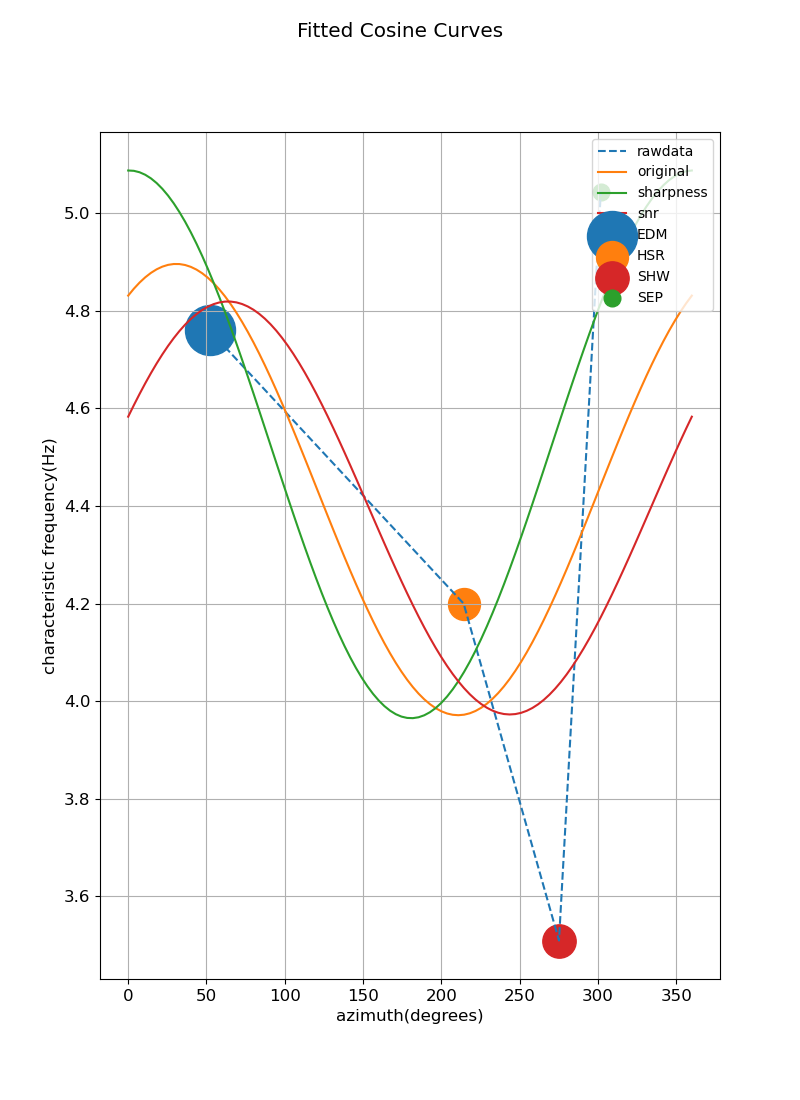 Fitted Cosine Curves
rawdata
original
sharpness
snr
EDM
HSR
SHW
SEP
5.0
4.8
4.6
4.4
4.2
4.0
3.8
3.6
characteristic frequency(Hz)
0 50 100 150 200 250 300 350
azimuth(degrees)